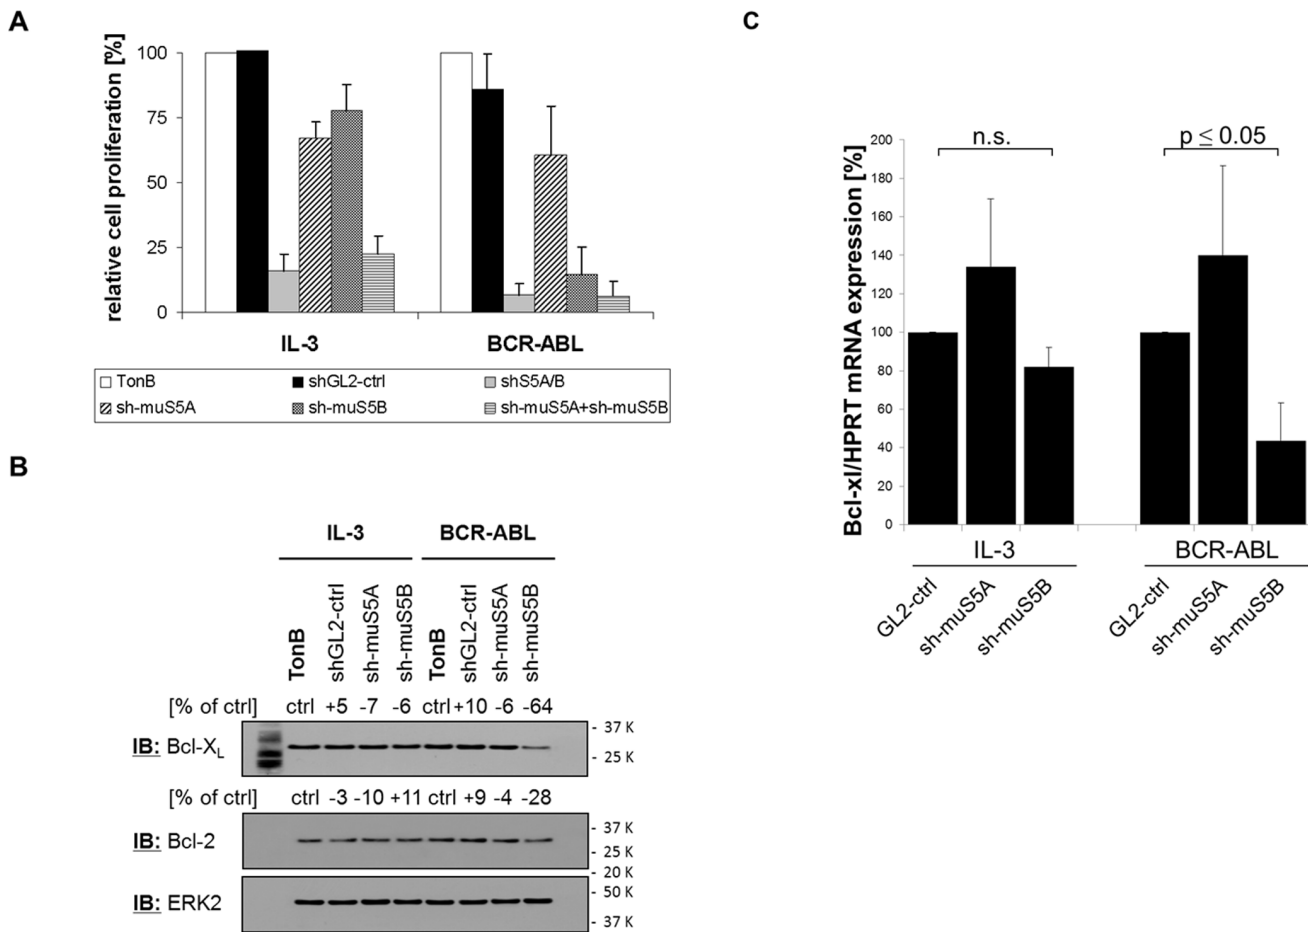 A
relative cell proliferation [%]
100
75
50
25
0
IL-3
BCR-ABL
TonB
shGL2-ctrl
shS5A/B
sh-muS5A
sh-muS5B
sh-muS5A+sh-muS5B
B
IL-3
BCR-ABL
TonB
shGL2-ctrl
sh-muS5A
sh-muS5B
TonB
shGL2-ctrl
sh-muS5A
sh-muS5B
[% of ctrl] ctrl +5 -7 -6 ctrl +10 -6 -64
IB: Bcl-XL
- 37 K
- 25 K
[% of ctrl] ctrl -3 -10 +11 ctrl +9 -4 -28
IB: Bcl-2
- 37 K
- 25 K
- 20 K
IB: ERK2
- 50 K
- 37 K
C
Bcl-xl/HPRT mRNA expression [%]
200
180
160
140
120
100
80
60
40
20
0
n.s.
p ≤ 0.05
IL-3
BCR-ABL
GL2-ctrl
sh-muS5A
sh-muS5B
GL2-ctrl
sh-muS5A
sh-muS5B